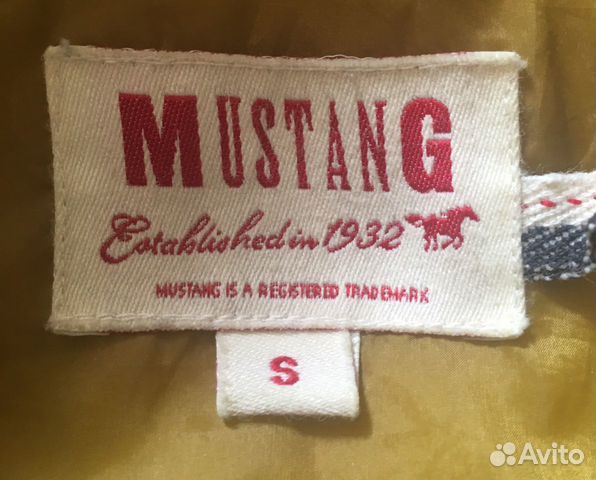 MUSTANG
Established in 1932
MUSTANG IS A REGISTERED TRADEMARK
S
Avito